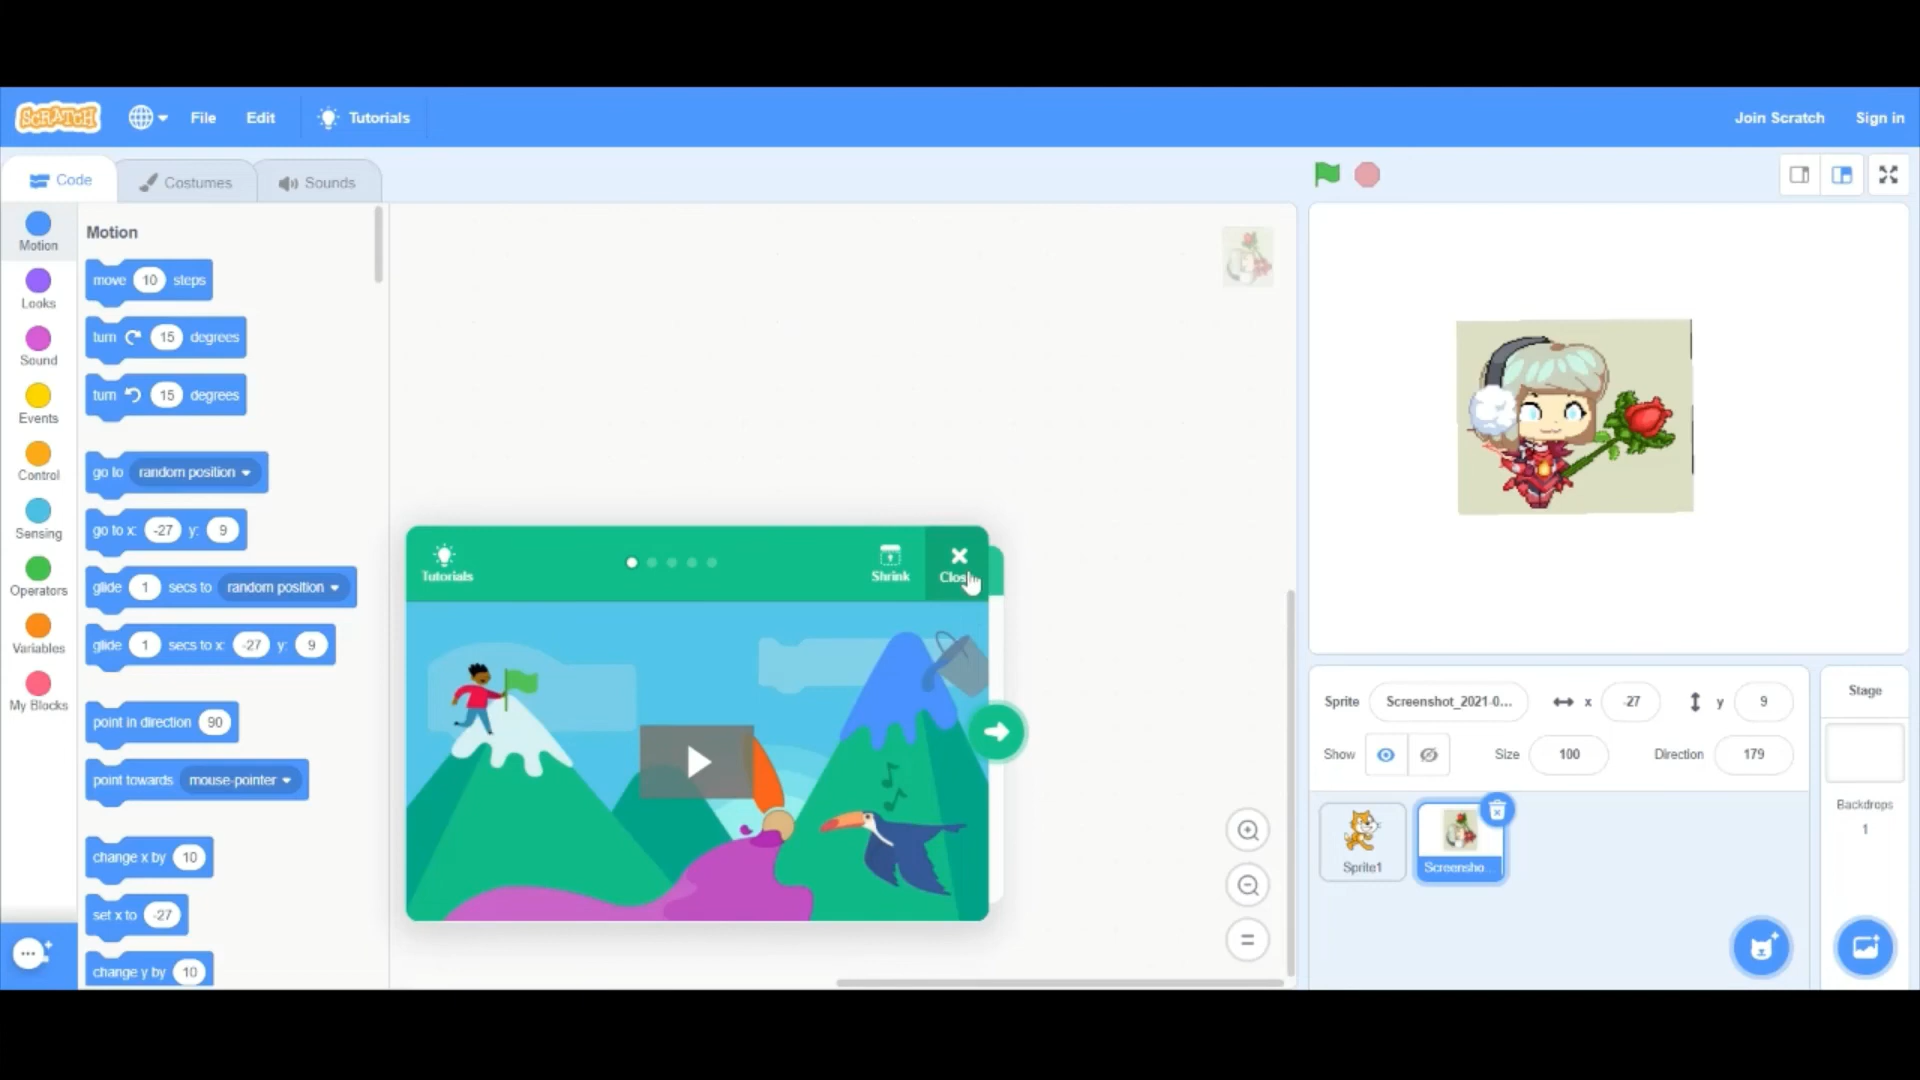 SCRATCH File Edit Tutorials Join Scratch Sign in
Code Costumes Sounds
Motion
Looks
Sound
Events
Control
Sensing
Operators
Variables
My Blocks
Motion
move 10 steps
turn 15 degrees
turn 15 degrees
go to random position
go to x: -27 y: 9
glide 1 secs to random position
glide 1 secs to x: -27 y: 9
point in direction 90
point towards mouse-pointer
change x by 10
set x to -27
change y by 10
Tutorials Shrink Close
Sprite Screenshot_2021-0... x -27 y 9
Show Size 100 Direction 179
Sprite1 Screensho...
Stage
Backdrops
1